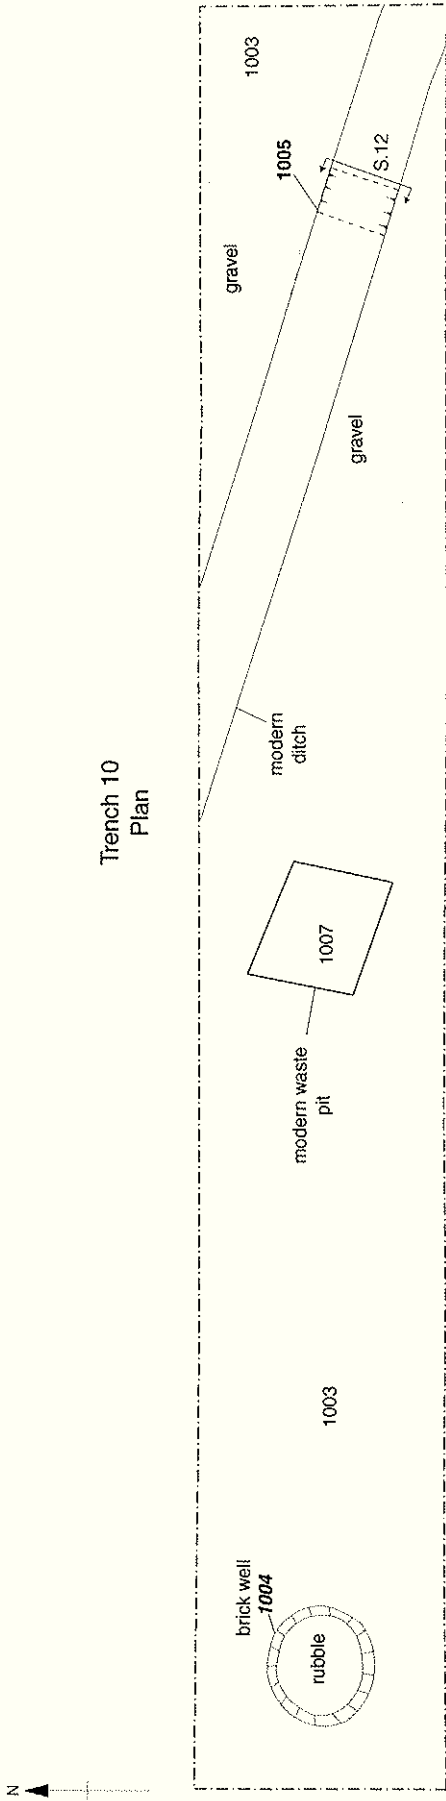 Trench 10
Plan
N
brick well
1004
rubble
1003
modern waste
pit
1007
modern
ditch
gravel
gravel
1005
S.12
1003